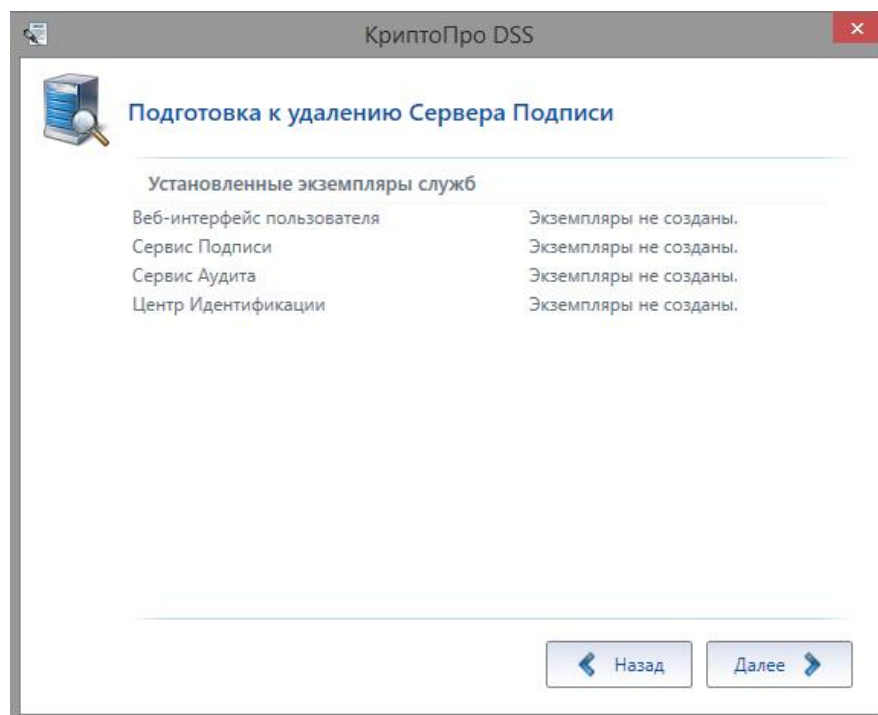 КриптоПро DSS
Подготовка к удалению Сервера Подписи
Установленные экземпляры служб
Веб-интерфейс пользователя Экземпляры не созданы.
Сервис Подписи Экземпляры не созданы.
Сервис Аудита Экземпляры не созданы.
Центр Идентификации Экземпляры не созданы.
Назад Далее